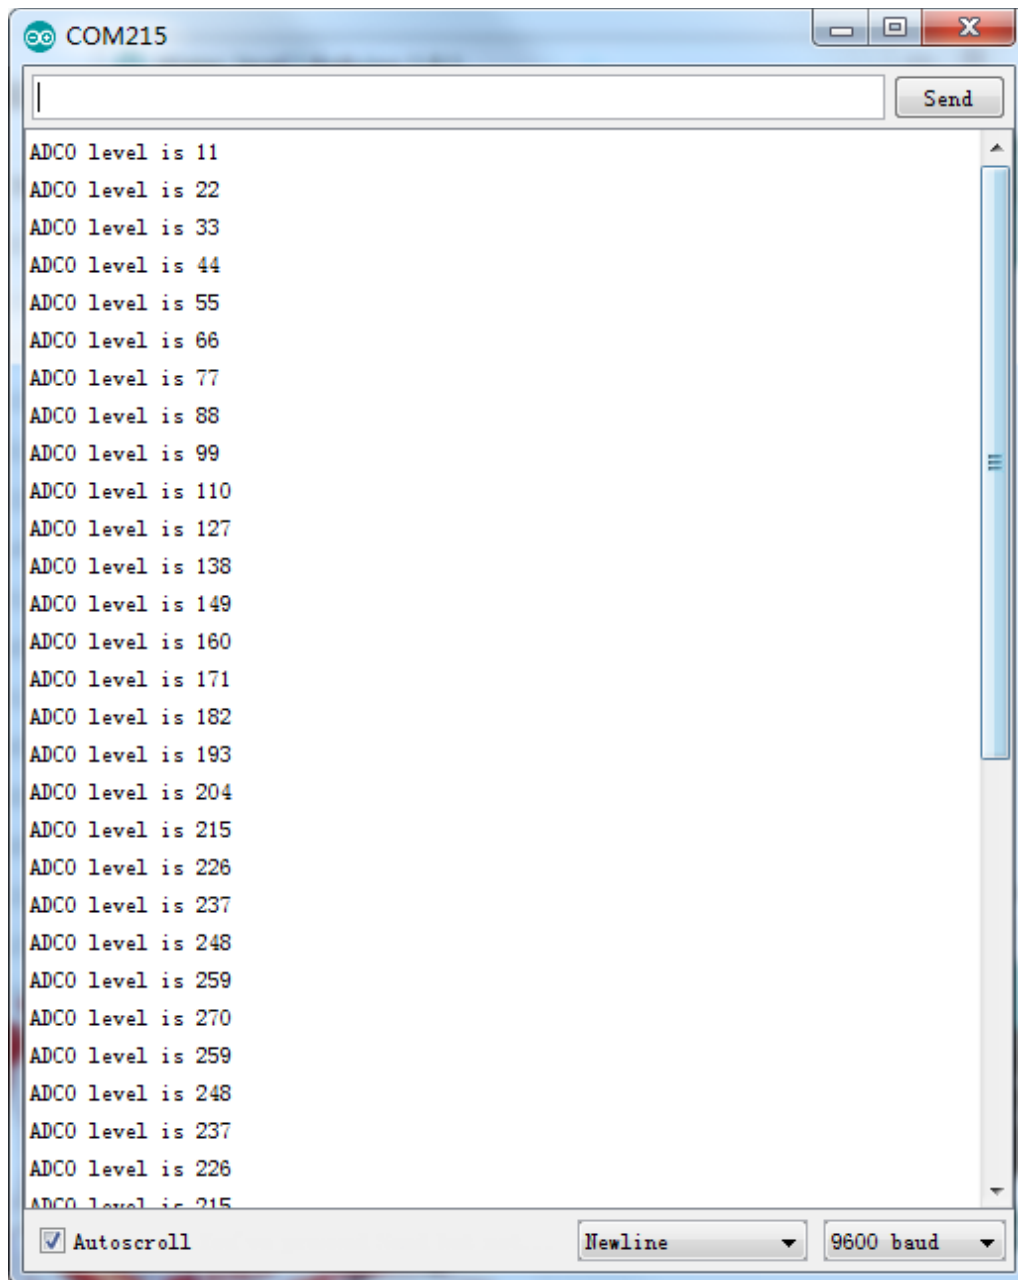 COM215
Send
ADC0 level is 11
ADC0 level is 22
ADC0 level is 33
ADC0 level is 44
ADC0 level is 55
ADC0 level is 66
ADC0 level is 77
ADC0 level is 88
ADC0 level is 99
ADC0 level is 110
ADC0 level is 127
ADC0 level is 138
ADC0 level is 149
ADC0 level is 160
ADC0 level is 171
ADC0 level is 182
ADC0 level is 193
ADC0 level is 204
ADC0 level is 215
ADC0 level is 226
ADC0 level is 237
ADC0 level is 248
ADC0 level is 259
ADC0 level is 270
ADC0 level is 259
ADC0 level is 248
ADC0 level is 237
ADC0 level is 226
ADC0 level is 215
Autoscroll
Newline
9600 baud